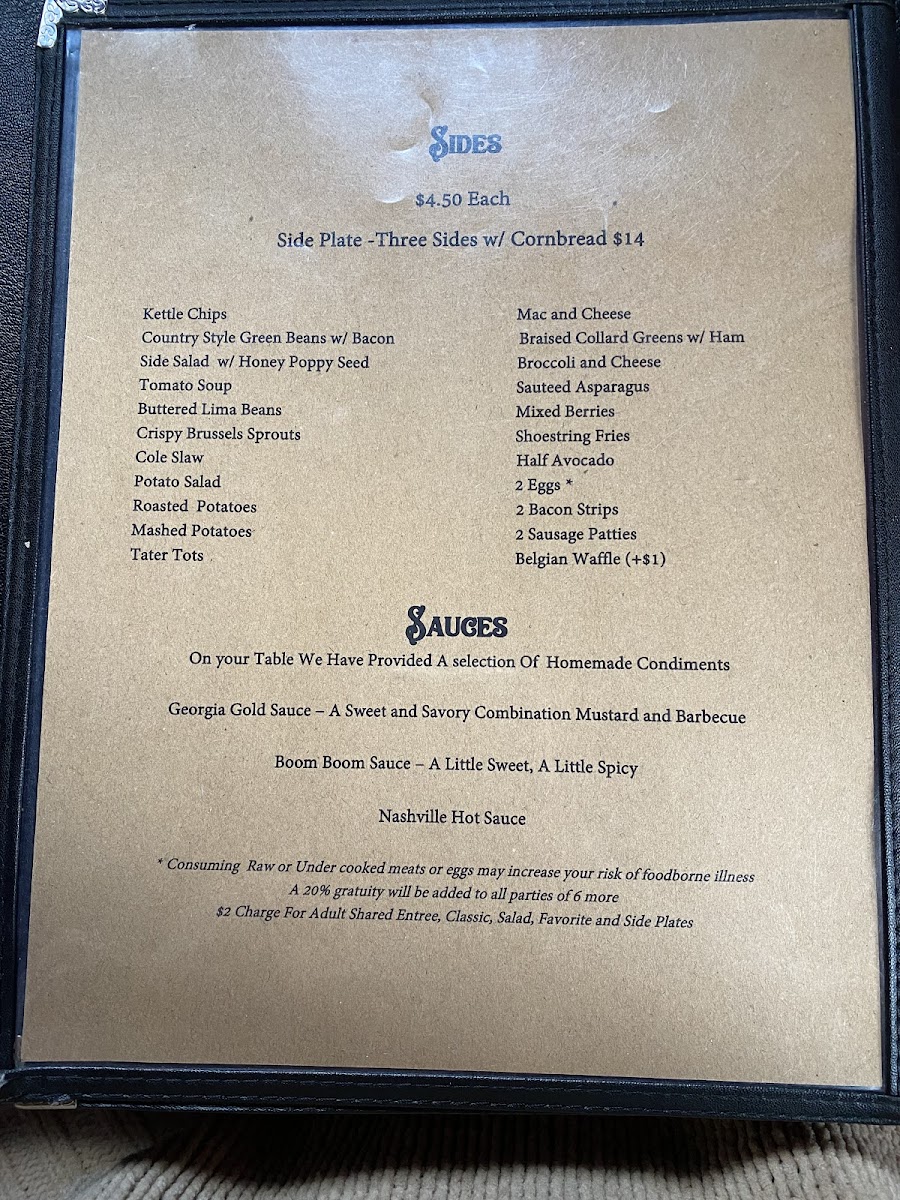 Sides
$4.50 Each
Side Plate -Three Sides w/ Cornbread $14
Kettle Chips
Country Style Green Beans w/ Bacon
Side Salad w/ Honey Poppy Seed
Tomato Soup
Buttered Lima Beans
Crispy Brussels Sprouts
Cole Slaw
Potato Salad
Roasted Potatoes
Mashed Potatoes
Tater Tots
Mac and Cheese
Braised Collard Greens w/ Ham
Broccoli and Cheese
Sauteed Asparagus
Mixed Berries
Shoestring Fries
Half Avocado
2 Eggs *
2 Bacon Strips
2 Sausage Patties
Belgian Waffle (+$1)
Sauces
On your Table We Have Provided A selection Of Homemade Condiments
Georgia Gold Sauce – A Sweet and Savory Combination Mustard and Barbecue
Boom Boom Sauce – A Little Sweet, A Little Spicy
Nashville Hot Sauce
* Consuming Raw or Under cooked meats or eggs may increase your risk of foodborne illness
A 20% gratuity will be added to all parties of 6 more
$2 Charge For Adult Shared Entree, Classic, Salad, Favorite and Side Plates